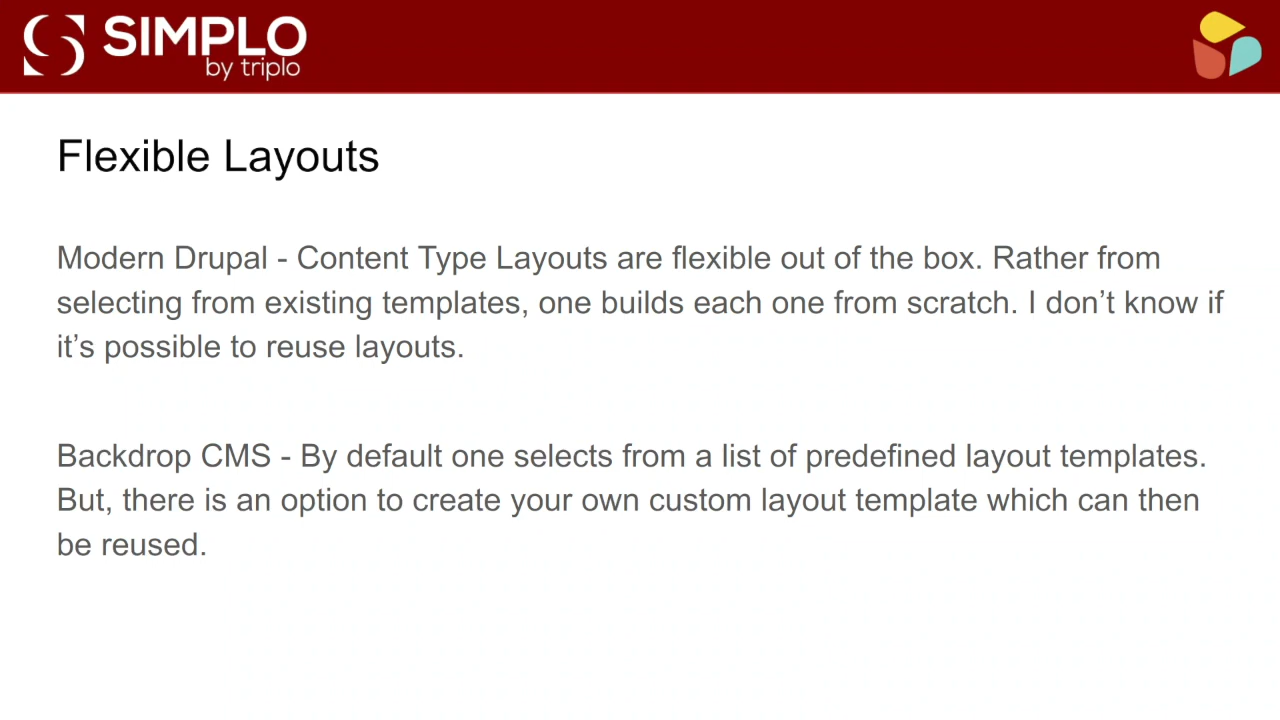 SIMPLO
by triplo
Flexible Layouts
Modern Drupal - Content Type Layouts are flexible out of the box. Rather from
selecting from existing templates, one builds each one from scratch. I don’t know if
it’s possible to reuse layouts.
Backdrop CMS - By default one selects from a list of predefined layout templates.
But, there is an option to create your own custom layout template which can then
be reused.